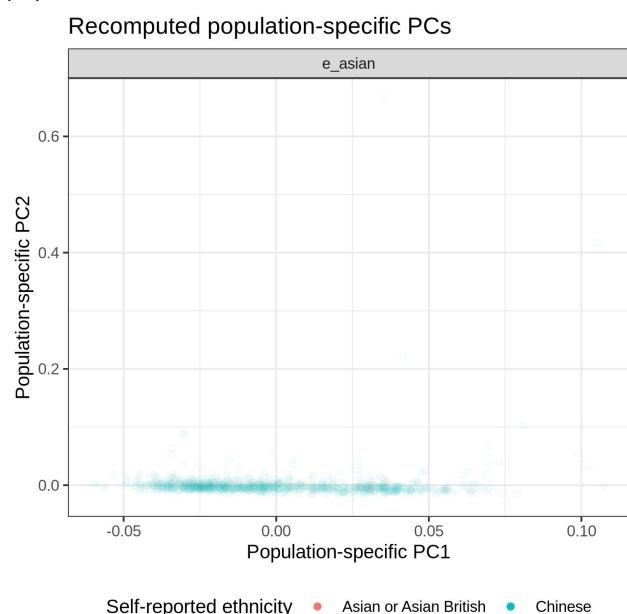 Recomputed population-specific PCs
e_asian
0.6
0.4
0.2
0.0
Population-specific PC2
-0.05 0.00 0.05 0.10
Population-specific PC1
Self-reported ethnicity Asian or Asian British Chinese